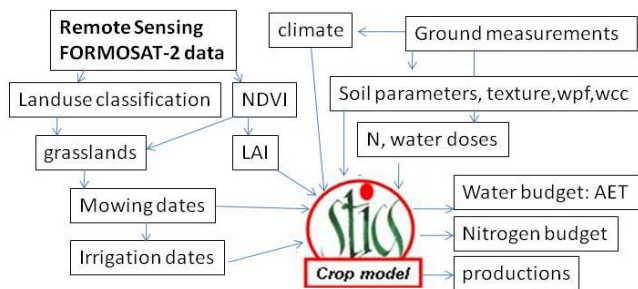 Remote Sensing
FORMOSAT-2 data
climate
Ground measurements
Landuse classification
NDVI
Soil parameters, texture,wpf,wcc
grasslands
LAI
N, water doses
Mowing dates
Irrigation dates
stics
Crop model
Water budget: AET
Nitrogen budget
productions